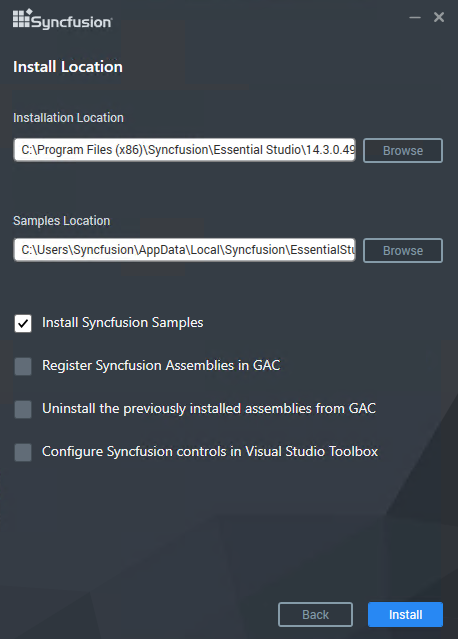 Syncfusion
Install Location
Installation Location
C:\Program Files (x86)\Syncfusion\Essential Studio\14.3.0.49
Browse
Samples Location
C:\Users\Syncfusion\AppData\Local\Syncfusion\EssentialStu
Browse
Install Syncfusion Samples
Register Syncfusion Assemblies in GAC
Uninstall the previously installed assemblies from GAC
Configure Syncfusion controls in Visual Studio Toolbox
Back
Install